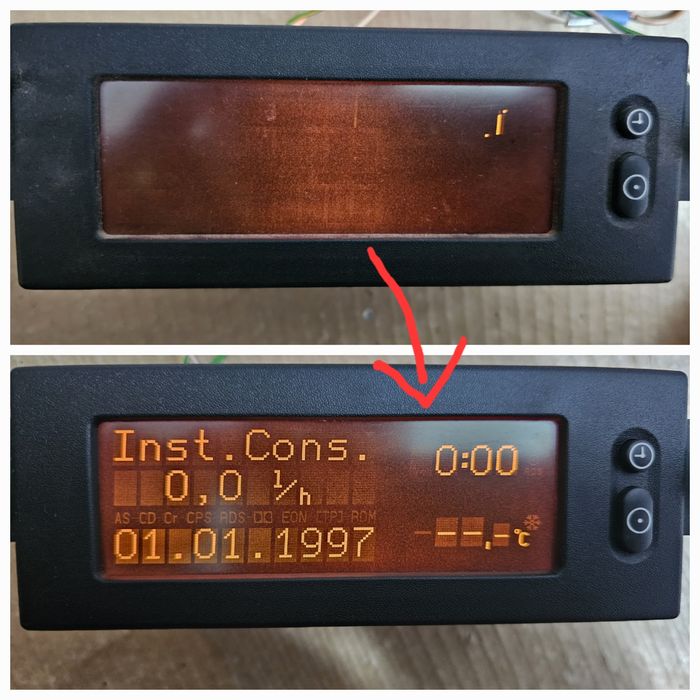 Inst.Cons.
0:00
0,0 l/h
AS CD Cr CPS RDS EON [TP] ROM
--,-°C
01.01.1997